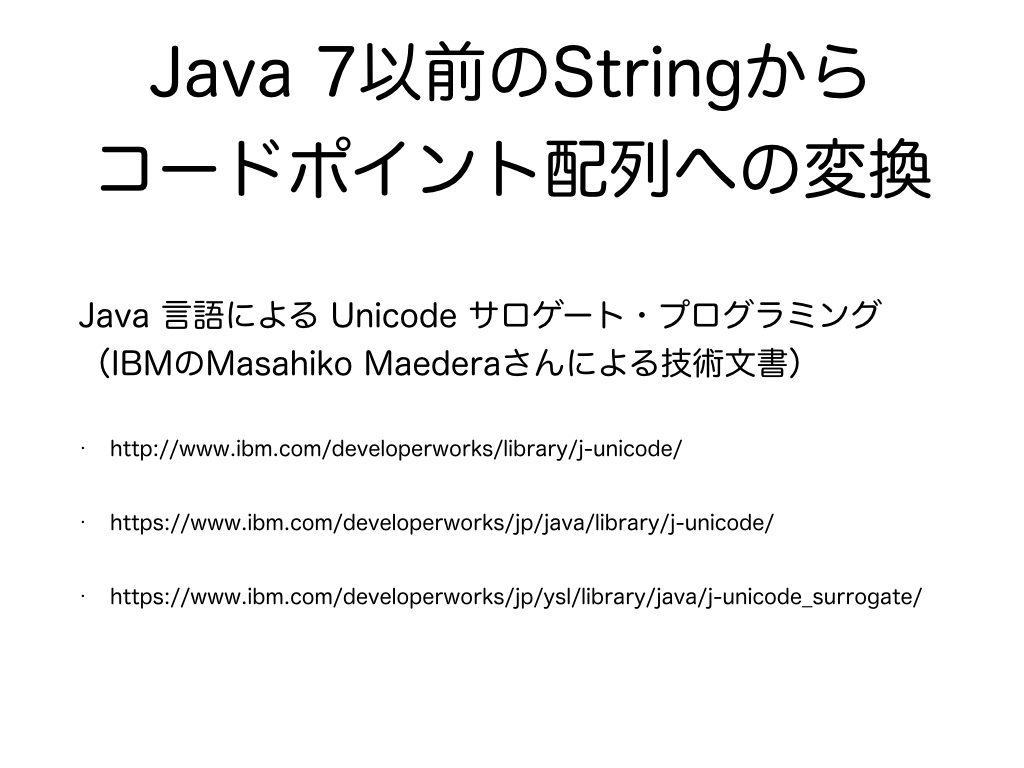 Java 7以前のStringから
コードポイント配列への変換
Java 言語による Unicode サロゲート・プログラミング
（IBMのMasahiko Maederaさんによる技術文書）
・ http://www.ibm.com/developerworks/library/j-unicode/
・ https://www.ibm.com/developerworks/jp/java/library/j-unicode/
・ https://www.ibm.com/developerworks/jp/ysl/library/java/j-unicode_surrogate/